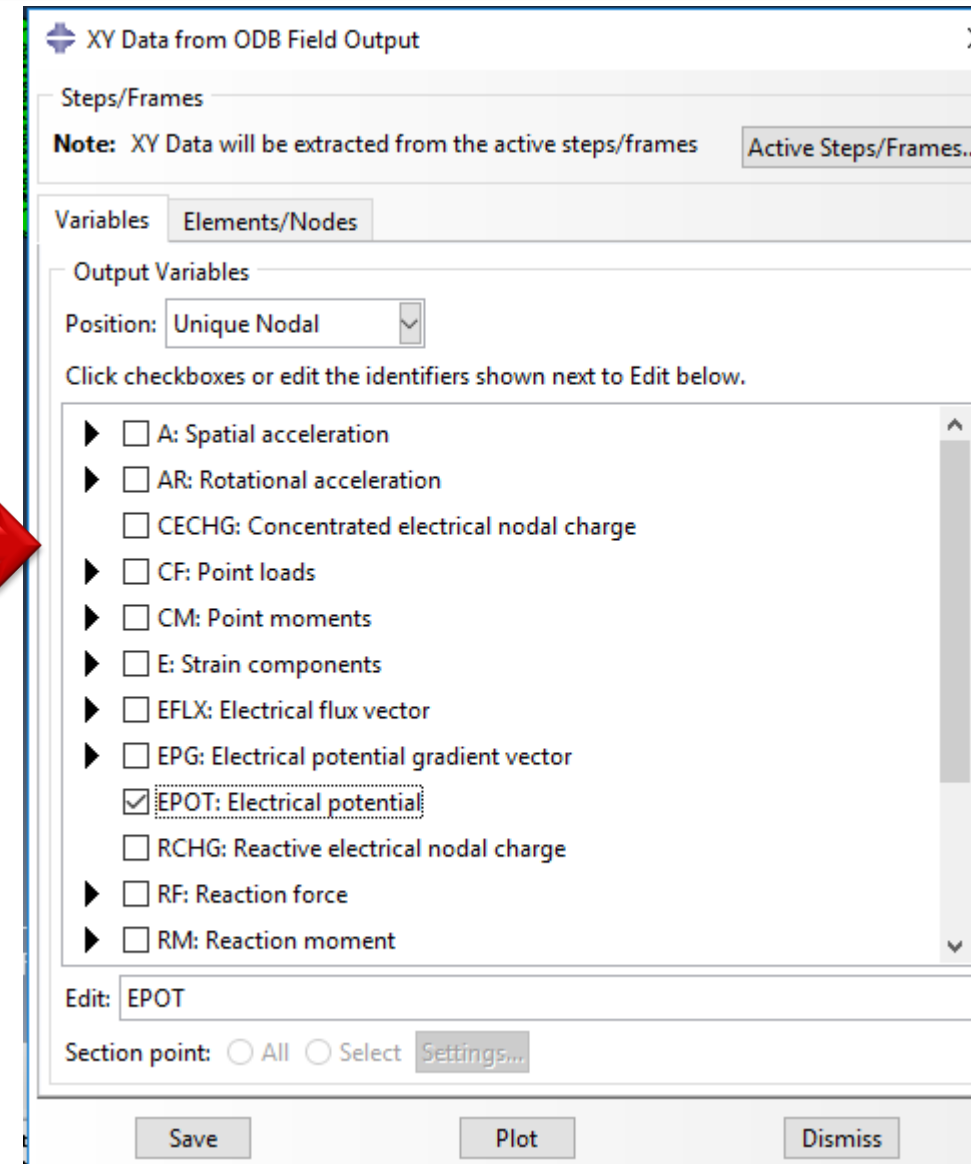 XY Data from ODB Field Output
Steps/Frames
Note: XY Data will be extracted from the active steps/frames Active Steps/Frames..
Variables Elements/Nodes
Output Variables
Position: Unique Nodal
Click checkboxes or edit the identifiers shown next to Edit below.
A: Spatial acceleration
AR: Rotational acceleration
CECHG: Concentrated electrical nodal charge
CF: Point loads
CM: Point moments
E: Strain components
EFLX: Electrical flux vector
EPG: Electrical potential gradient vector
EPOT: Electrical potential
RCHG: Reactive electrical nodal charge
RF: Reaction force
RM: Reaction moment
Edit: EPOT
Section point: All Select Settings...
Save Plot Dismiss